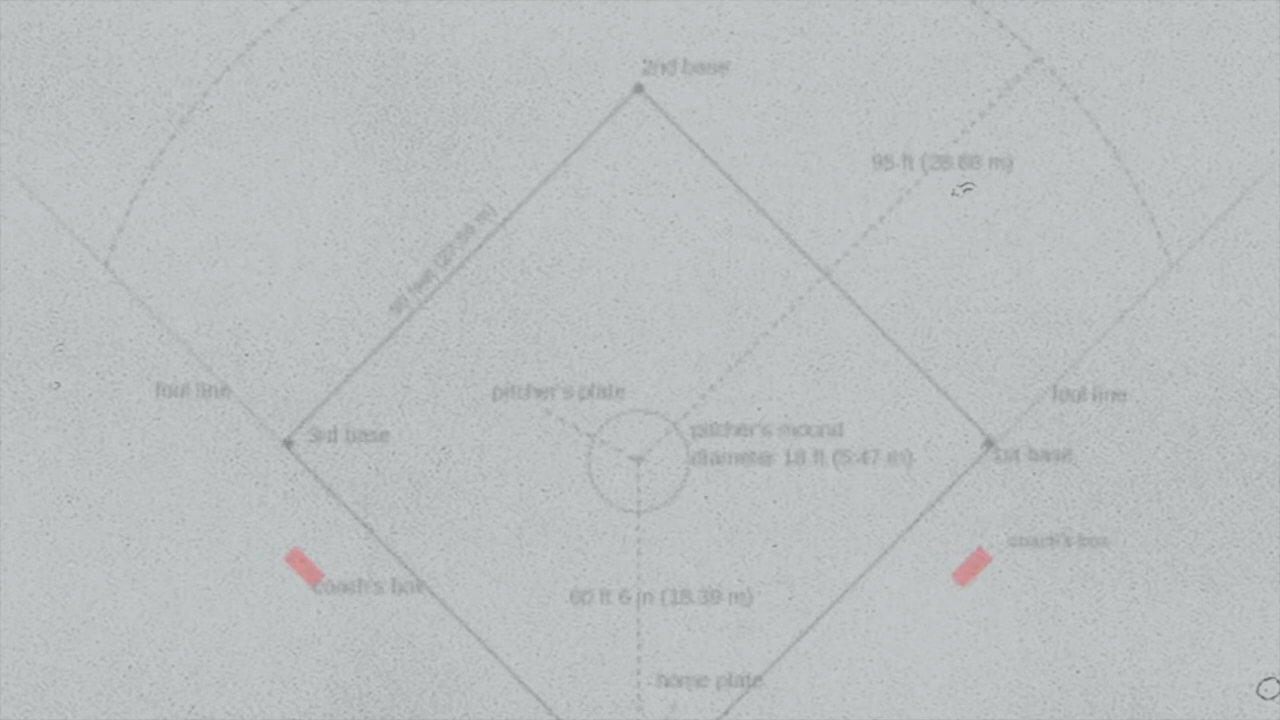 2nd base
95 ft (28.88 m)
foul line
pitcher's plate
foul line
3rd base
pitcher's mound
1st base
diameter 18 ft (5.47 m)
coach's box
coach's box
60 ft 6 in (18.39 m)
home plate